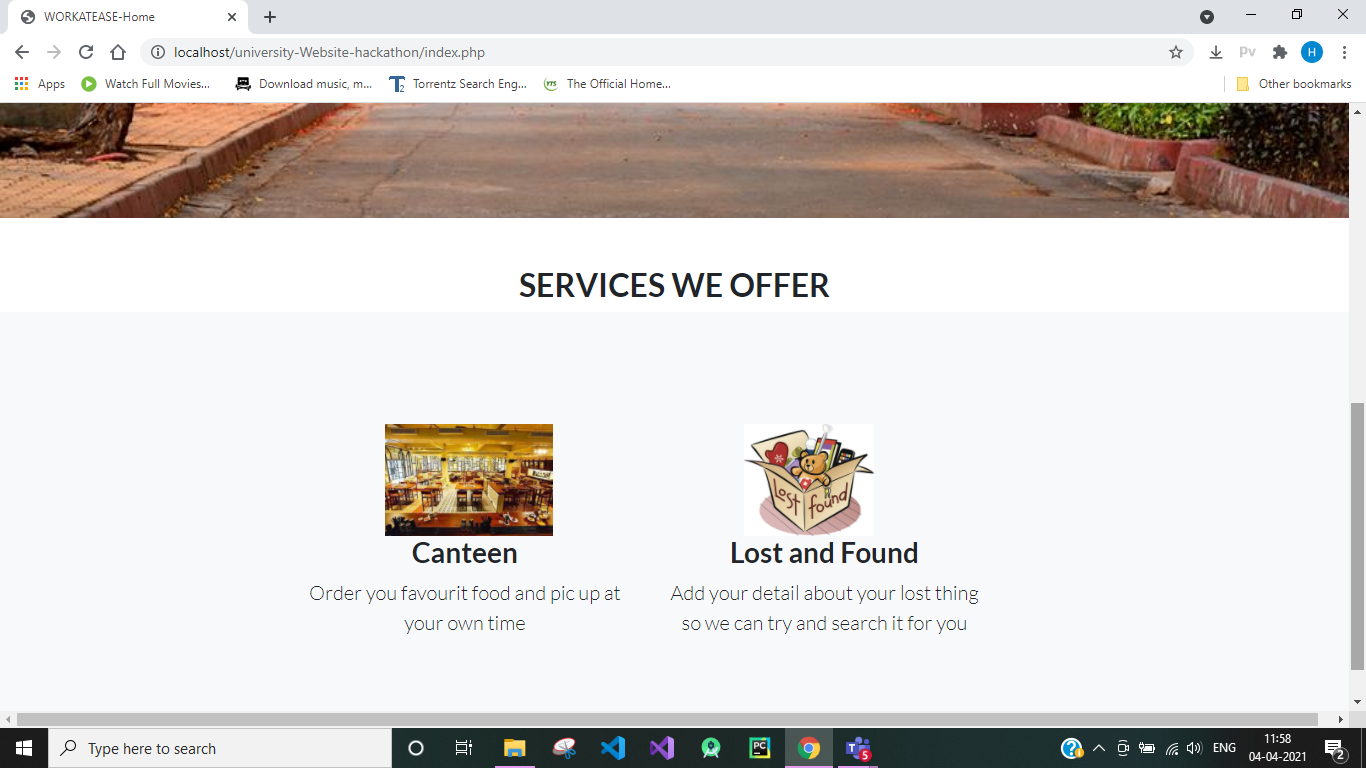 WORKATEASE-Home
localhost/university-Website-hackathon/index.php
Pv
H
Apps
Watch Full Movies...
Download music, m...
Torrentz Search Eng...
The Official Home...
Other bookmarks
SERVICES WE OFFER
Lost found
Canteen
Lost and Found
Order you favourit food and pic up at
your own time
Add your detail about your lost thing
so we can try and search it for you
Type here to search
PC
T
5
ENG
11:58
04-04-2021
2